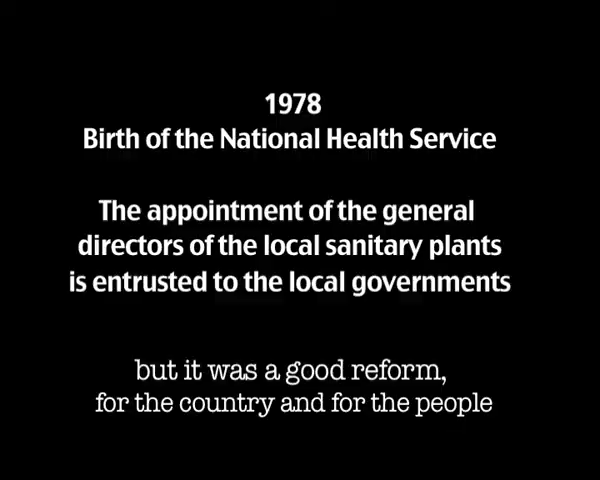 1978
Birth of the National Health Service
The appointment of the general
directors of the local sanitary plants
is entrusted to the local governments
but it was a good reform,
for the country and for the people